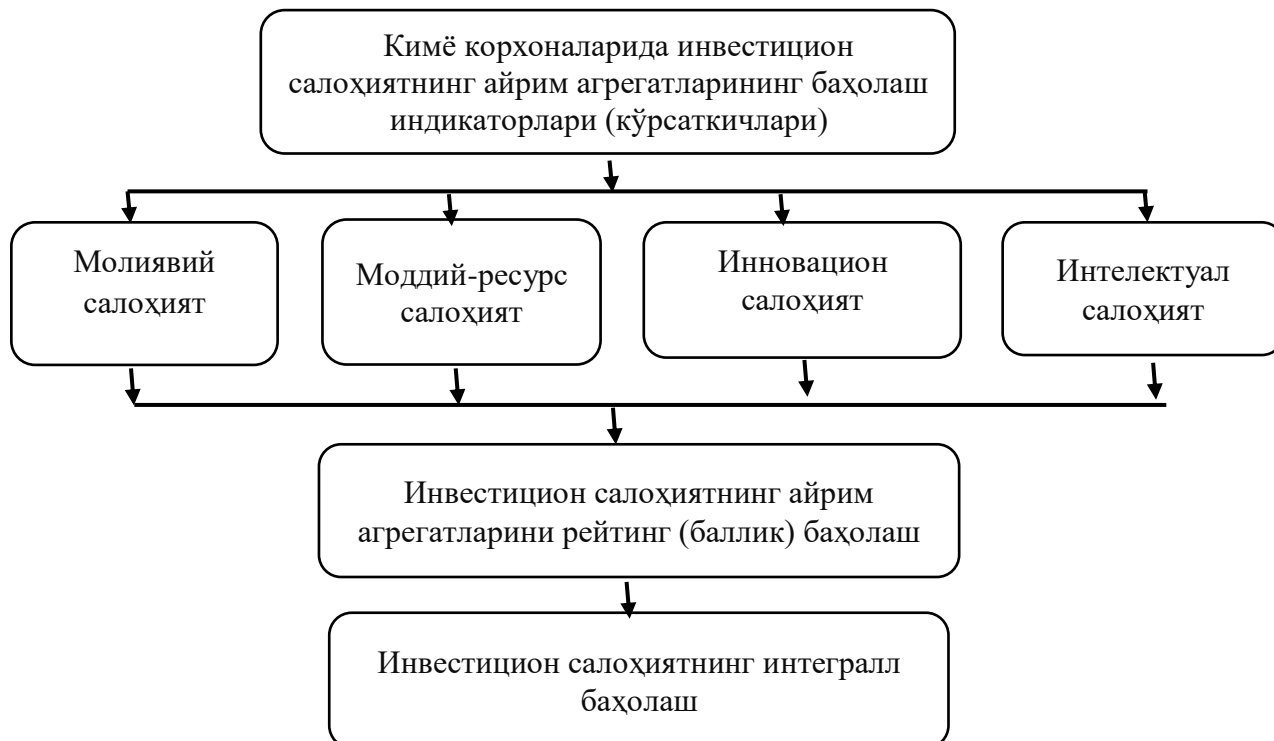 Кимё корхоналарида инвестицион
салоҳиятнинг айрим агрегатларининг баҳолаш
индикаторлари (кўрсаткичлари)
Молиявий
салоҳият
Моддий-ресурс
салоҳият
Инновацион
салоҳият
Интелектуал
салоҳият
Инвестицион салоҳиятнинг айрим
агрегатларини рейтинг (баллик) баҳолаш
Инвестицион салоҳиятнинг интегралл
баҳолаш